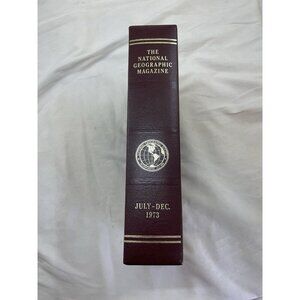 THE
NATIONAL
GEOGRAPHIC
MAGAZINE
JULY-DEC.
1973